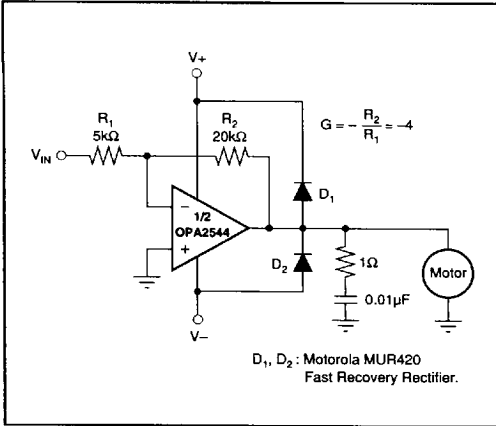 V+
R1
5kΩ
R2
20kΩ
G = – R2/R1 = –4
VIN
D1
–
1/2
OPA2544
+
D2
1Ω
Motor
0.01µF
V–
D1, D2 : Motorola MUR420
Fast Recovery Rectifier.